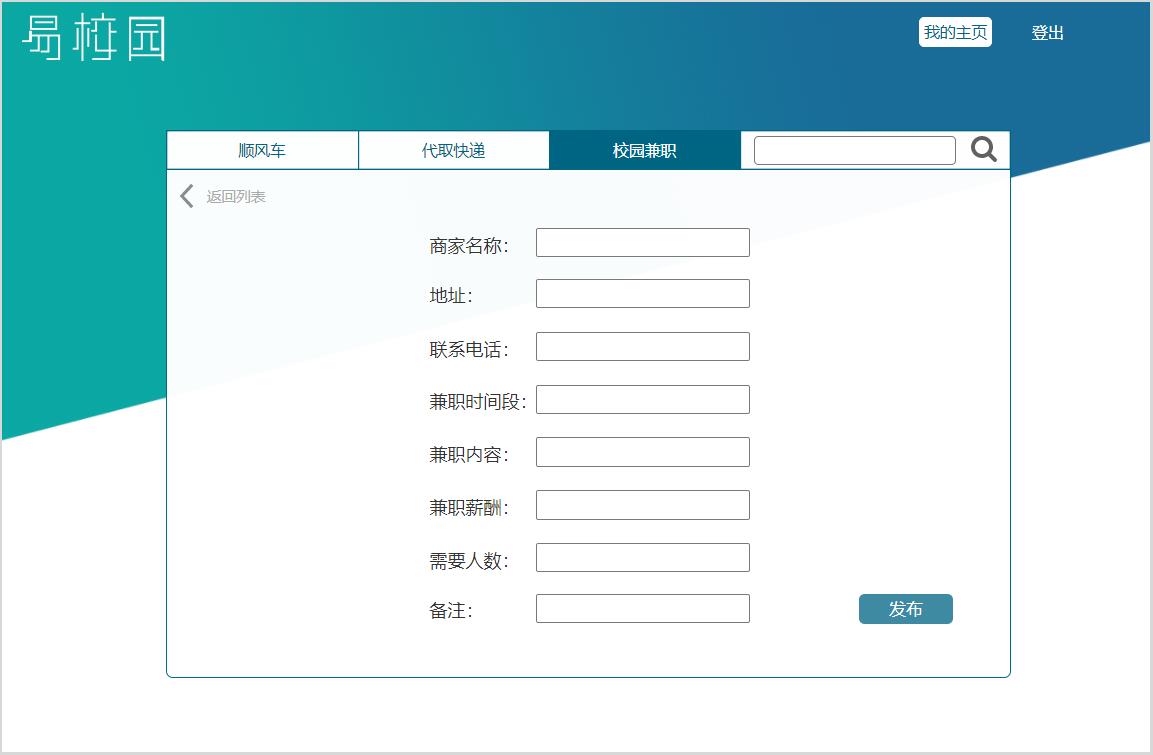 易校园
我的主页 登出
顺风车 代取快递 校园兼职
返回列表
商家名称：
地址：
联系电话：
兼职时间段：
兼职内容：
兼职薪酬：
需要人数：
备注：
发布